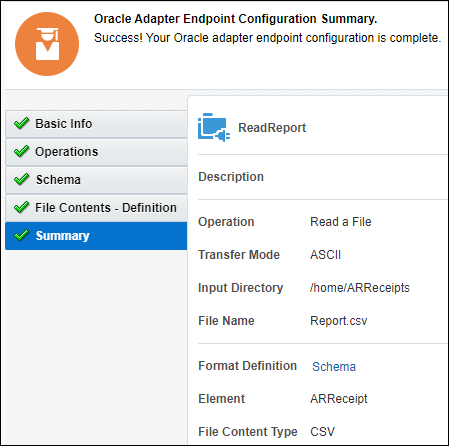 Oracle Adapter Endpoint Configuration Summary.
Success! Your Oracle adapter endpoint configuration is complete.
Basic Info
Operations
Schema
File Contents - Definition
Summary
ReadReport
Description
Operation Read a File
Transfer Mode ASCII
Input Directory /home/ARReceipts
File Name Report.csv
Format Definition Schema
Element ARReceipt
File Content Type CSV